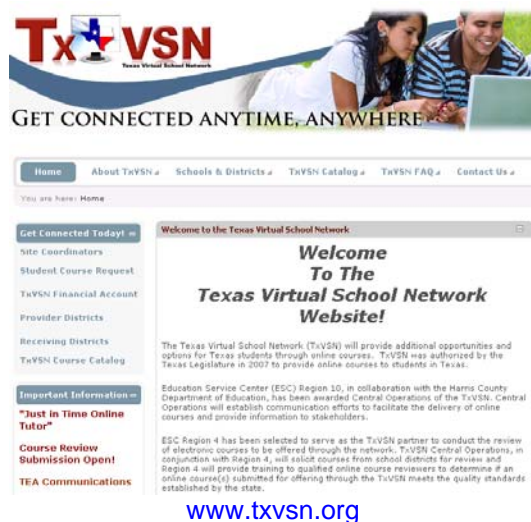 TxVSN
Texas Virtual School Network
GET CONNECTED ANYTIME, ANYWHERE
Home About TxVSN Schools & Districts TxVSN Catalog TxVSN FAQ Contact Us
You are here: Home
Get Connected Today!
Site Coordinators
Student Course Request
TxVSN Financial Account
Provider Districts
Receiving Districts
TxVSN Course Catalog
Important Information
"Just in Time Online
Tutor"
Course Review
Submission Open!
TEA Communications
Welcome to the Texas Virtual School Network
Welcome
To The
Texas Virtual School Network
Website!
The Texas Virtual School Network (TxVSN) will provide additional opportunities and
options for Texas students through online courses. TxVSN was authorized by the
Texas Legislature in 2007 to provide online courses to students in Texas.
Education Service Center (ESC) Region 10, in collaboration with the Harris County
Department of Education, has been awarded Central Operations of the TxVSN. Central
Operations will establish communication efforts to facilitate the delivery of online
courses and provide information to stakeholders.
ESC Region 4 has been selected to serve as the TxVSN partner to conduct the review
of electronic courses to be offered through the network. TxVSN Central Operations, in
conjunction with Region 4, will solicit courses from school districts for review and
Region 4 will provide training to qualified online course reviewers to determine if an
online course(s) submitted for offering through the TxVSN meets the quality standards
established by the state.
www.txvsn.org